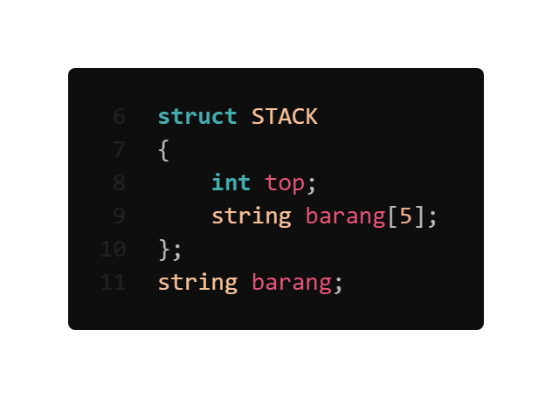 6 struct STACK
7 {
8 int top;
9 string barang[5];
10 };
11 string barang;